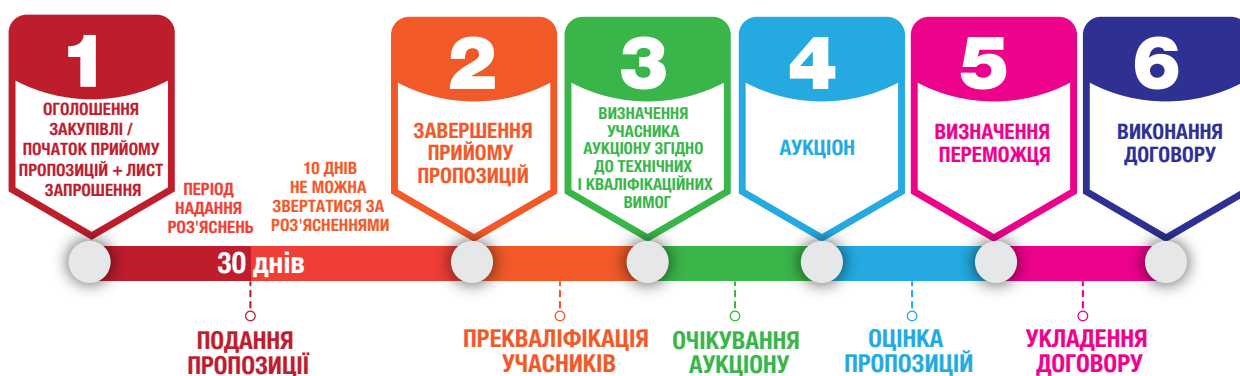 1
ОГОЛОШЕННЯ
ЗАКУПІВЛІ /
ПОЧАТОК ПРИЙОМУ
ПРОПОЗИЦІЙ + ЛИСТ
ЗАПРОШЕННЯ
ПЕРІОД
НАДАННЯ
РОЗ'ЯСНЕНЬ
10 ДНІВ
НЕ МОЖНА
ЗВЕРТАТИСЯ ЗА
РОЗ'ЯСНЕННЯМИ
2
ЗАВЕРШЕННЯ
ПРИЙОМУ
ПРОПОЗИЦІЙ
3
ВИЗНАЧЕННЯ
УЧАСНИКА
АУКЦІОНУ ЗГІДНО
ДО ТЕХНІЧНИХ
І КВАЛІФІКАЦІЙНИХ
ВИМОГ
4
АУКЦІОН
5
ВИЗНАЧЕННЯ
ПЕРЕМОЖЦЯ
6
ВИКОНАННЯ
ДОГОВОРУ
30 днів
ПОДАННЯ
ПРОПОЗИЦІЇ
ПРЕКВАЛІФІКАЦІЯ
УЧАСНИКІВ
ОЧІКУВАННЯ
АУКЦІОНУ
ОЦІНКА
ПРОПОЗИЦІЙ
УКЛАДЕННЯ
ДОГОВОРУ